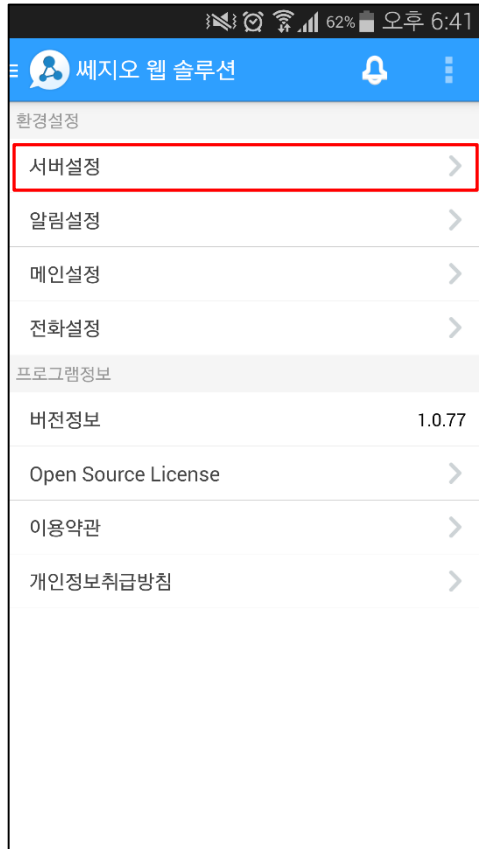 62% 오후 6:41
쎄지오 웹 솔루션
환경설정
서버설정
알림설정
메인설정
전화설정
프로그램정보
버전정보 1.0.77
Open Source License
이용약관
개인정보취급방침